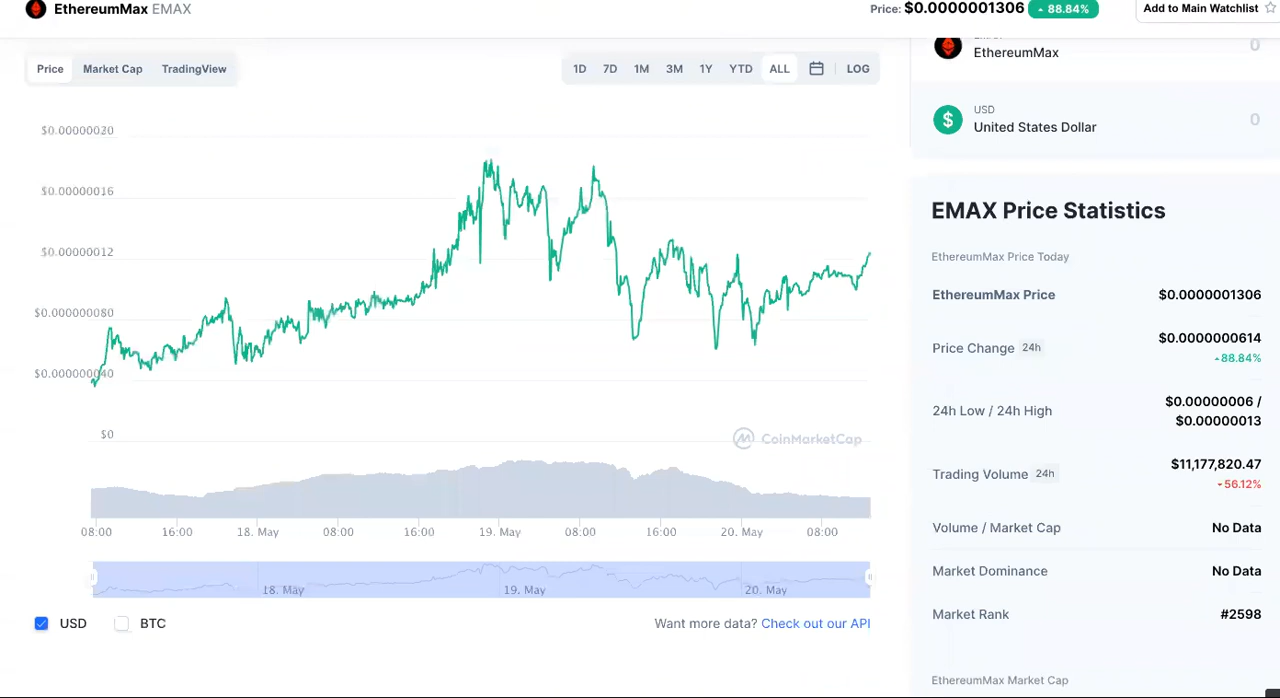 EthereumMax EMAX
Price: $0.0000001306 88.84%
Add to Main Watchlist
Price Market Cap TradingView
1D 7D 1M 3M 1Y YTD ALL LOG
$0.00000020
$0.00000016
$0.00000012
$0.000000080
$0.000000040
$0
CoinMarketCap
08:00 16:00 18. May 08:00 16:00 19. May 08:00 16:00 20. May 08:00
18. May 19. May 20. May
USD BTC
Want more data? Check out our API
EthereumMax
0
USD
United States Dollar
0
EMAX Price Statistics
EthereumMax Price Today
EthereumMax Price $0.0000001306
Price Change 24h $0.0000000614
88.84%
24h Low / 24h High $0.00000006 /
$0.00000013
Trading Volume 24h $11,177,820.47
56.12%
Volume / Market Cap No Data
Market Dominance No Data
Market Rank #2598
EthereumMax Market Cap